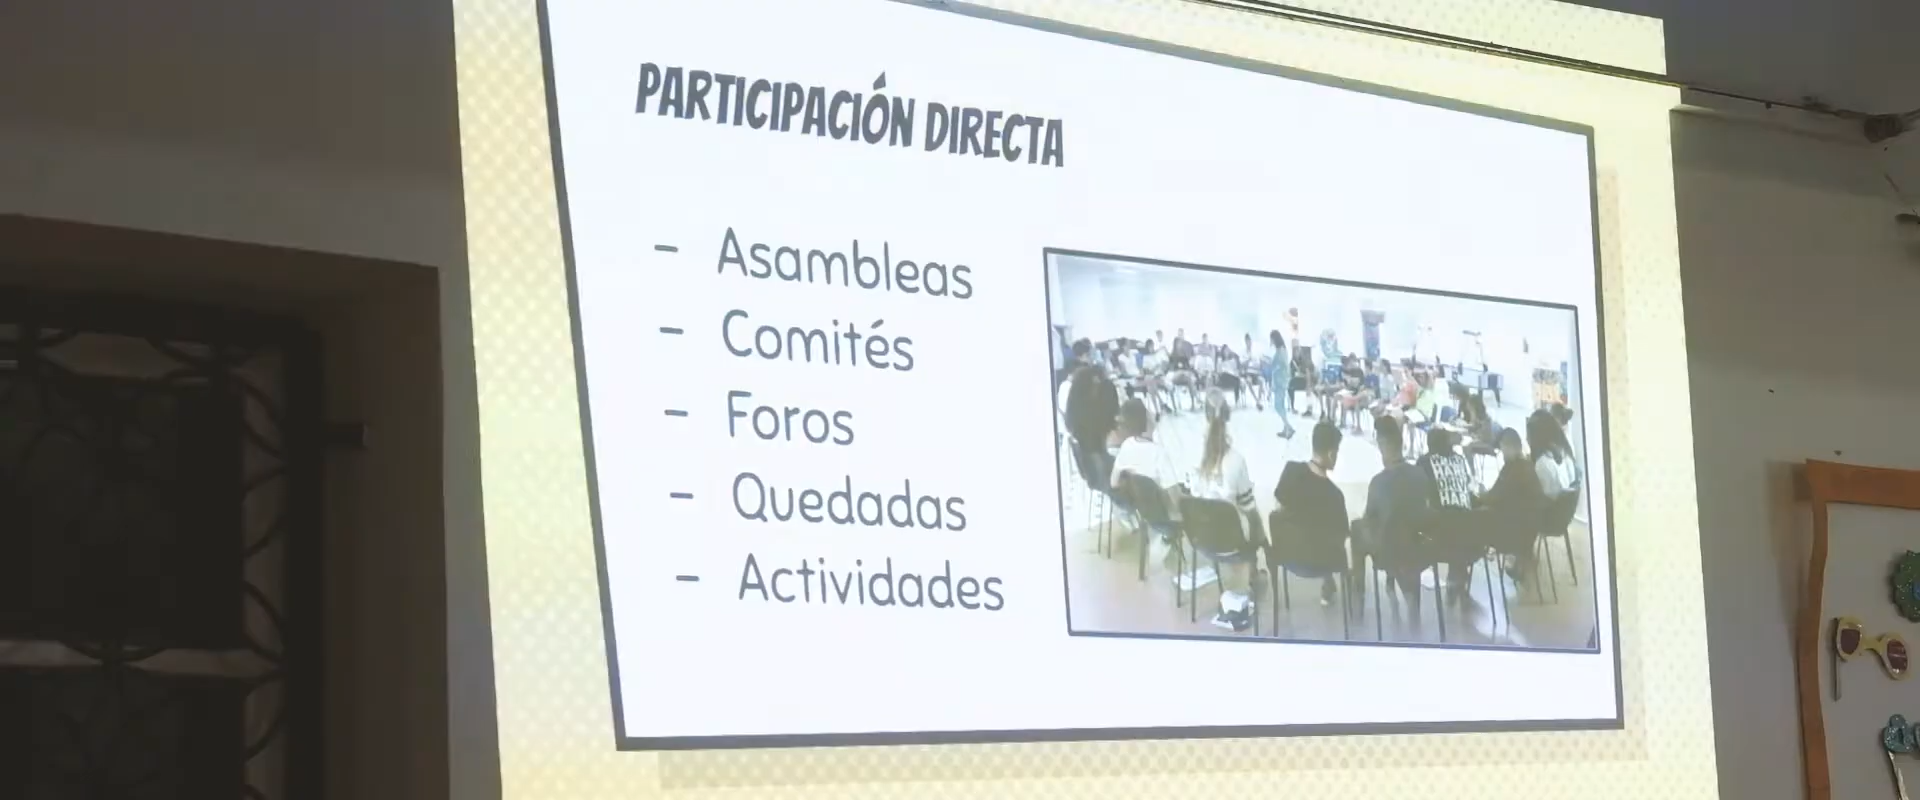 PARTICIPACIÓN DIRECTA
- Asambleas
- Comités
- Foros
- Quedadas
- Actividades